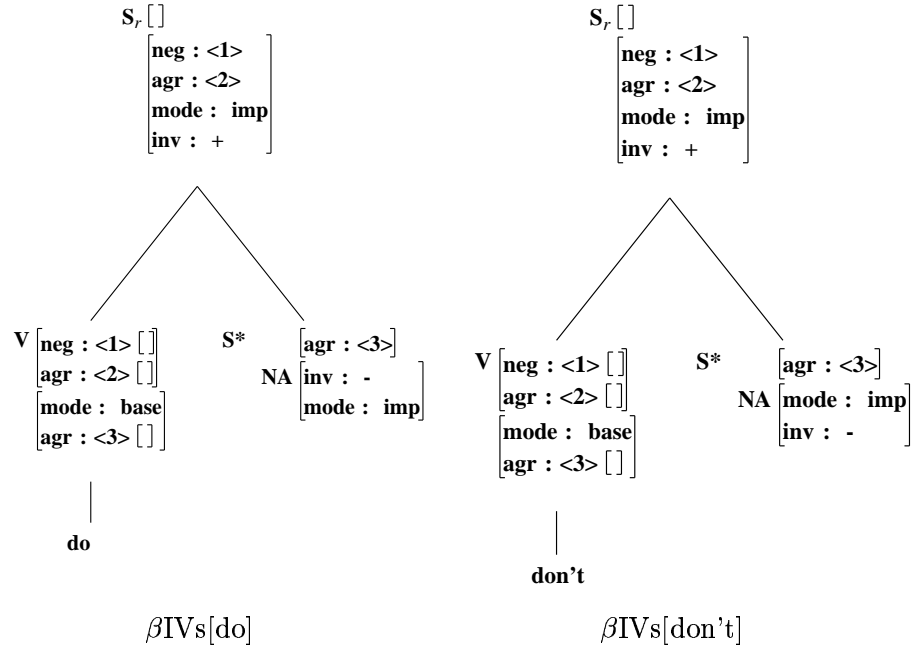 Sr []
neg : <1>
agr : <2>
mode : imp
inv : +
V neg : <1> []
agr : <2> []
mode : base
agr : <3> []
S* agr : <3>
NA inv : -
mode : imp
do
βIVs[do]
Sr []
neg : <1>
agr : <2>
mode : imp
inv : +
V neg : <1> []
agr : <2> []
mode : base
agr : <3> []
S* agr : <3>
NA mode : imp
inv : -
don't
βIVs[don't]